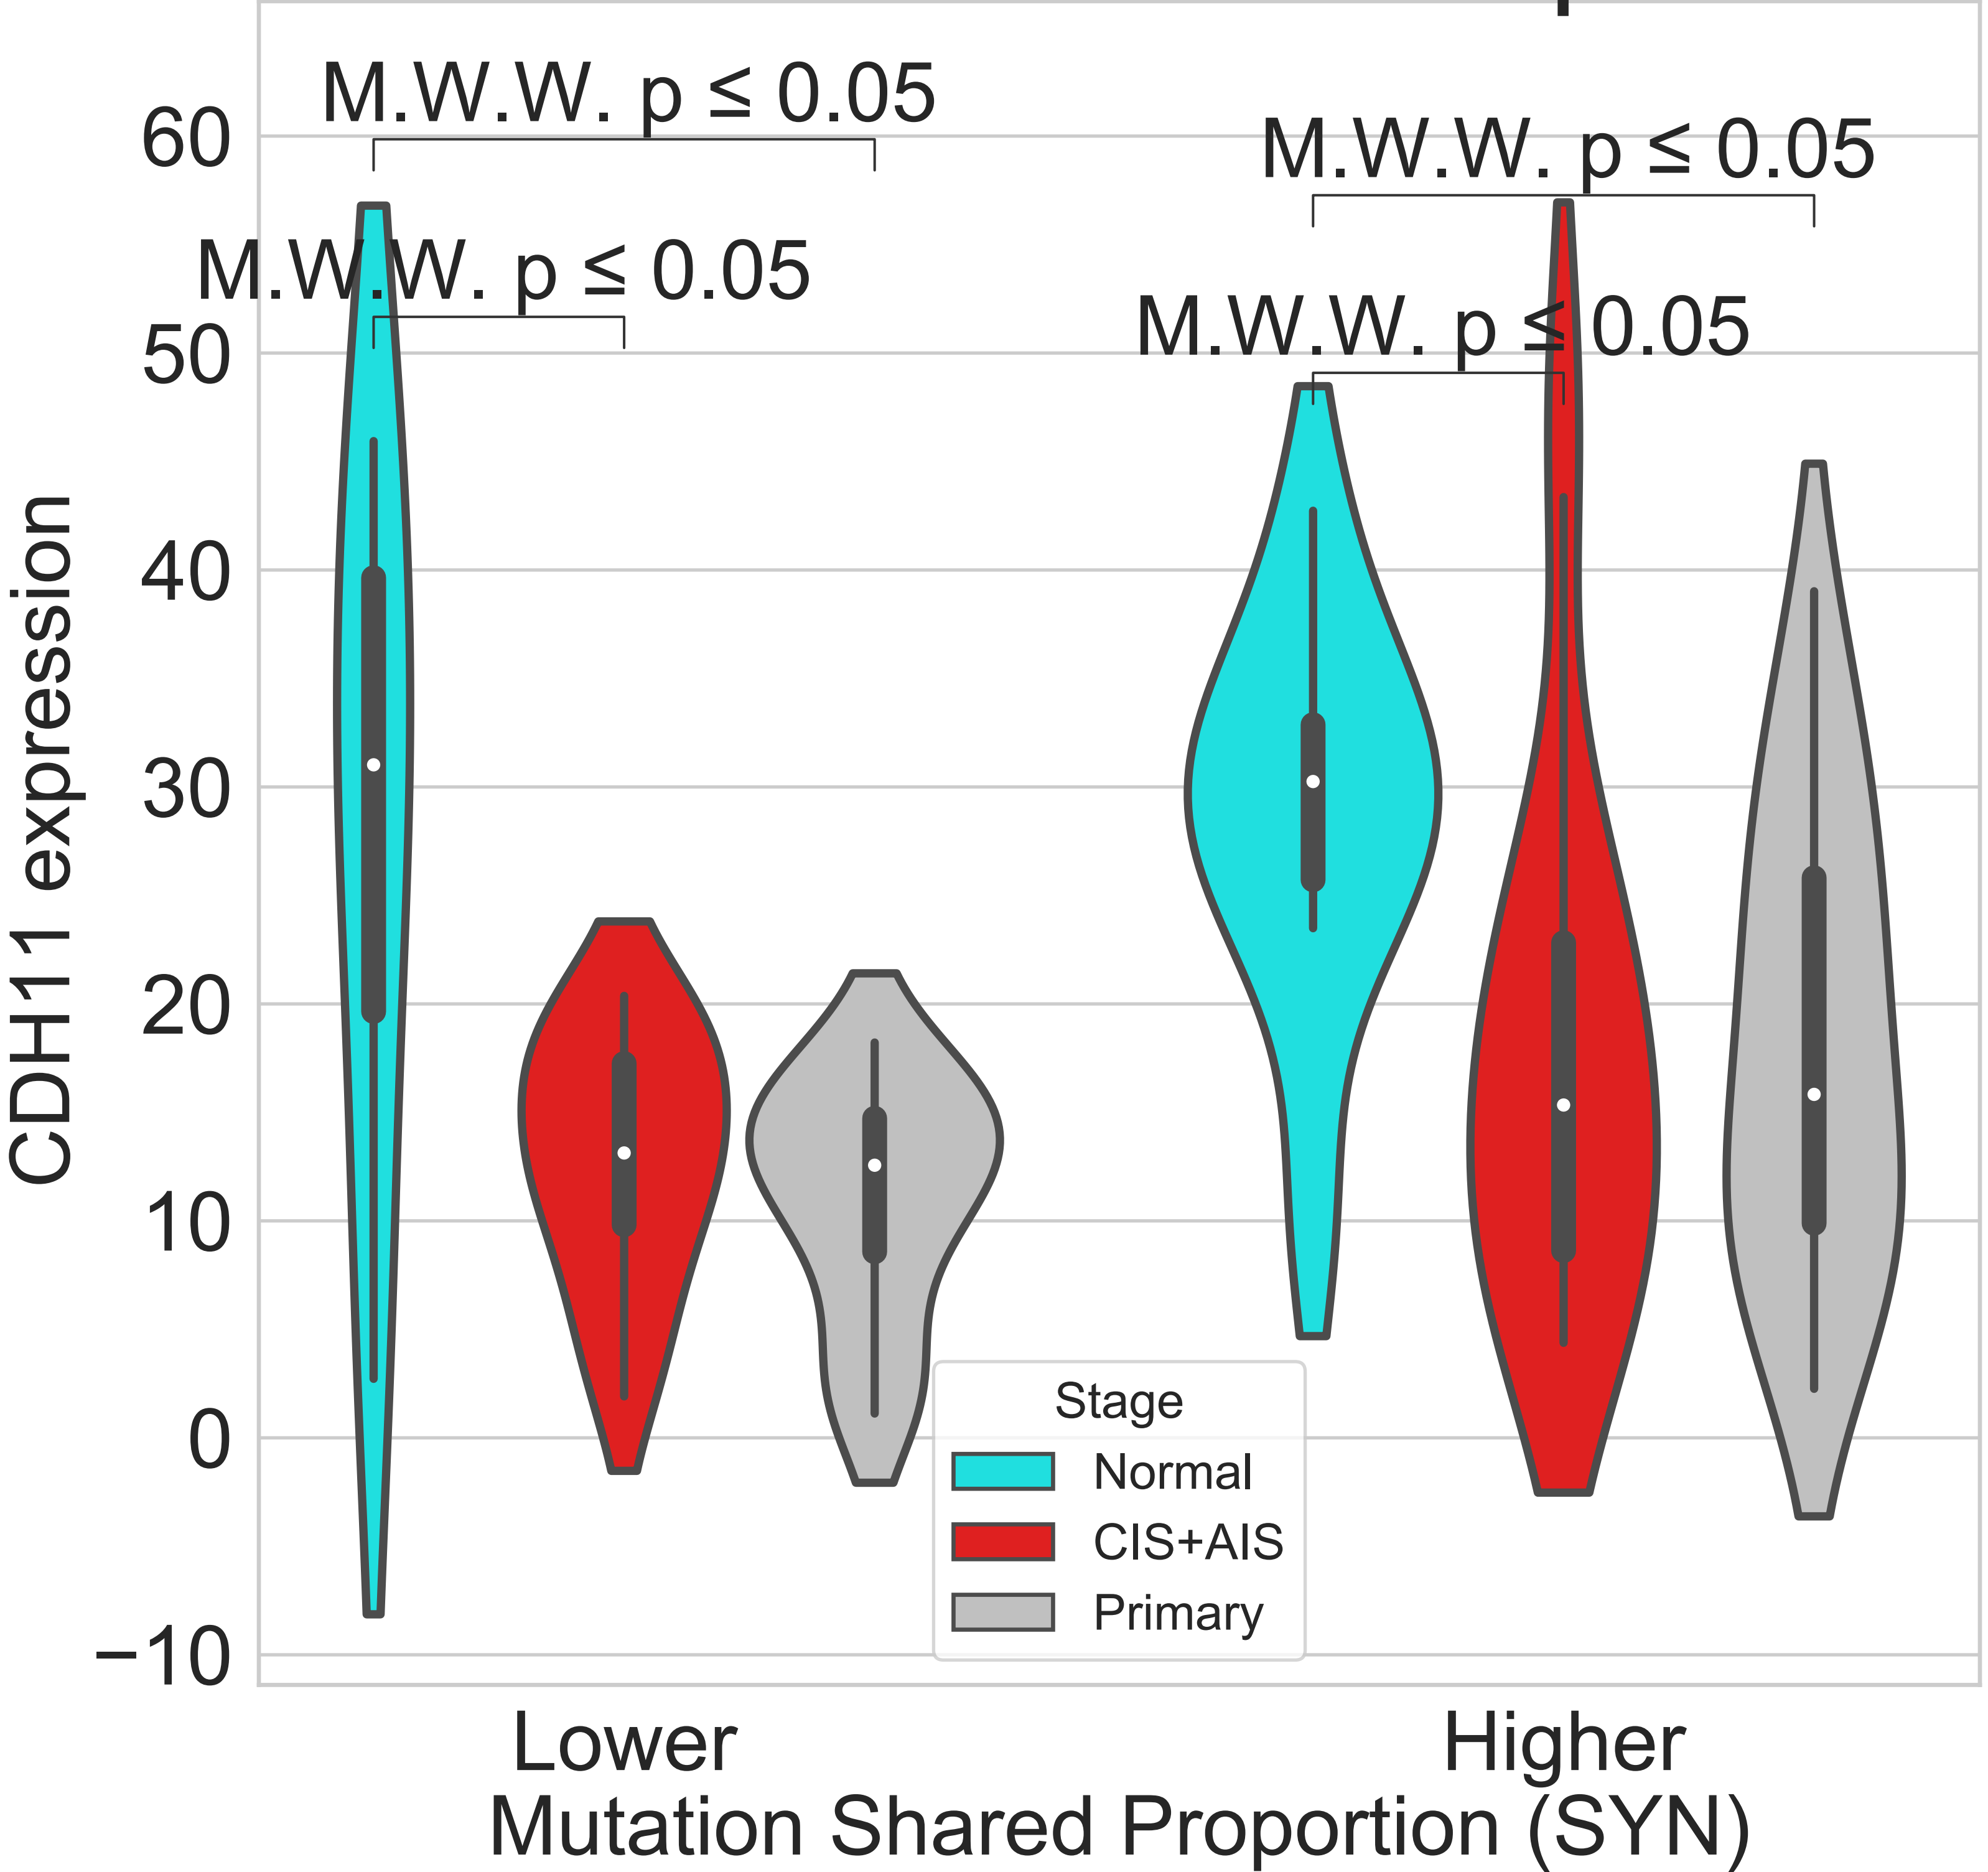 M.W.W. p ≤ 0.05
M.W.W. p ≤ 0.05
M.W.W. p ≤ 0.05
M.W.W. p ≤ 0.05
60
50
40
30
20
10
0
−10
CDH11 expression
Stage
Normal
CIS+AIS
Primary
Lower
Higher
Mutation Shared Proportion (SYN)